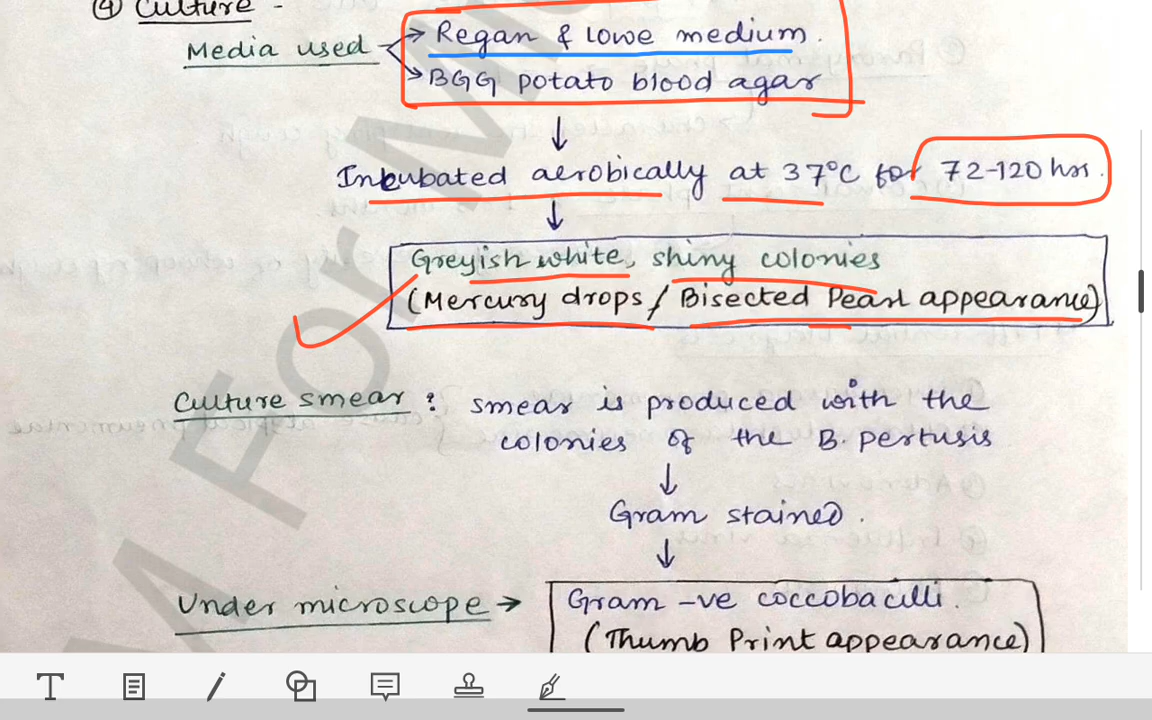 ④ Culture -
Media used → Regan & Lowe medium.
→ BGG potato blood agar
↓
Incubated aerobically at 37°C for 72-120 hrs.
↓
Greyish white, shiny colonies
(Mercury drops / Bisected Pearl appearance)
Culture smear : smear is produced with the
colonies of the B. pertusis
↓
Gram stained.
↓
Under microscope → Gram -ve coccobacilli.
(Thumb Print appearance)
M FOR M